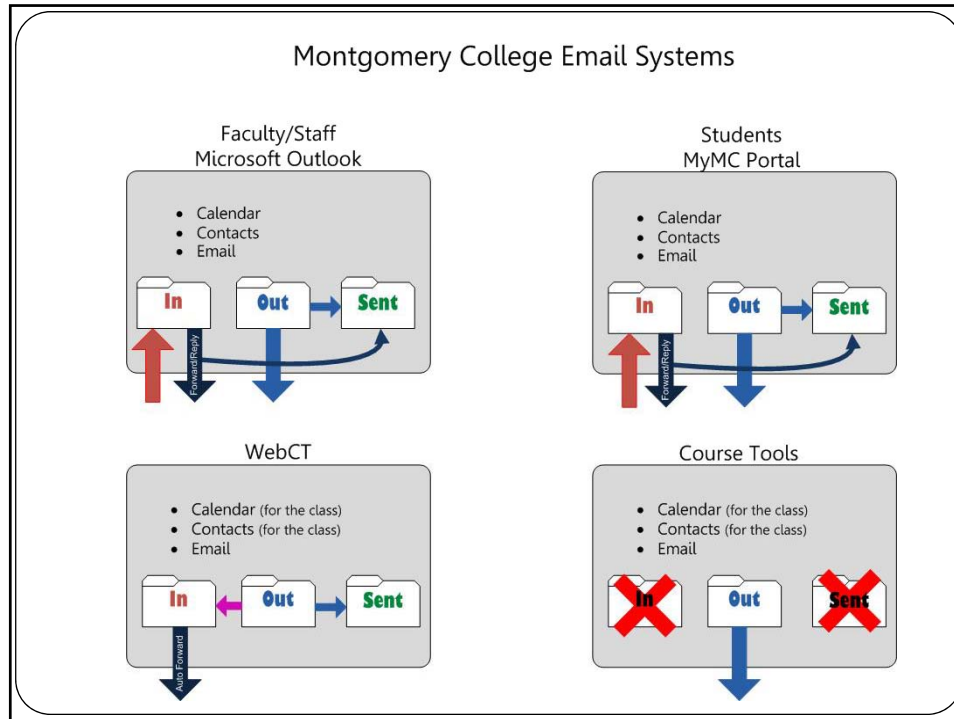 Montgomery College Email Systems
Faculty/Staff
Microsoft Outlook
• Calendar
• Contacts
• Email
In
Out
Sent
Forward/Reply
Students
MyMC Portal
• Calendar
• Contacts
• Email
In
Out
Sent
Forward/Reply
WebCT
• Calendar (for the class)
• Contacts (for the class)
• Email
In
Out
Sent
Auto Forward
Course Tools
• Calendar (for the class)
• Contacts (for the class)
• Email
In
Out
Sent